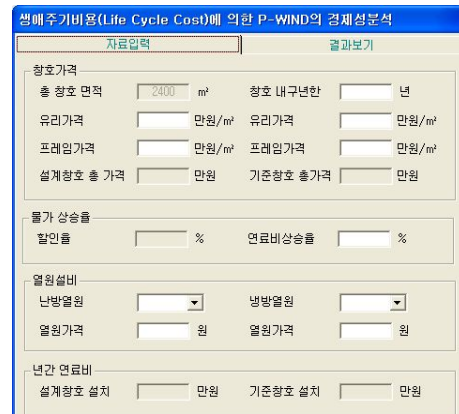 생애주기비용(Life Cycle Cost)에 의한 P-WIND의 경제성분석
자료입력 결과보기
창호가격
총 창호 면적 2400 m² 창호 내구년한 년
유리가격 만원/m² 유리가격 만원/m²
프레임가격 만원/m² 프레임가격 만원/m²
설계창호 총 가격 만원 기준창호 총가격 만원
물가 상승율
할인율 % 연료비상승율 %
열원설비
난방열원 냉방열원
열원가격 원 열원가격 원
년간 연료비
설계창호 설치 만원 기준창호 설치 만원